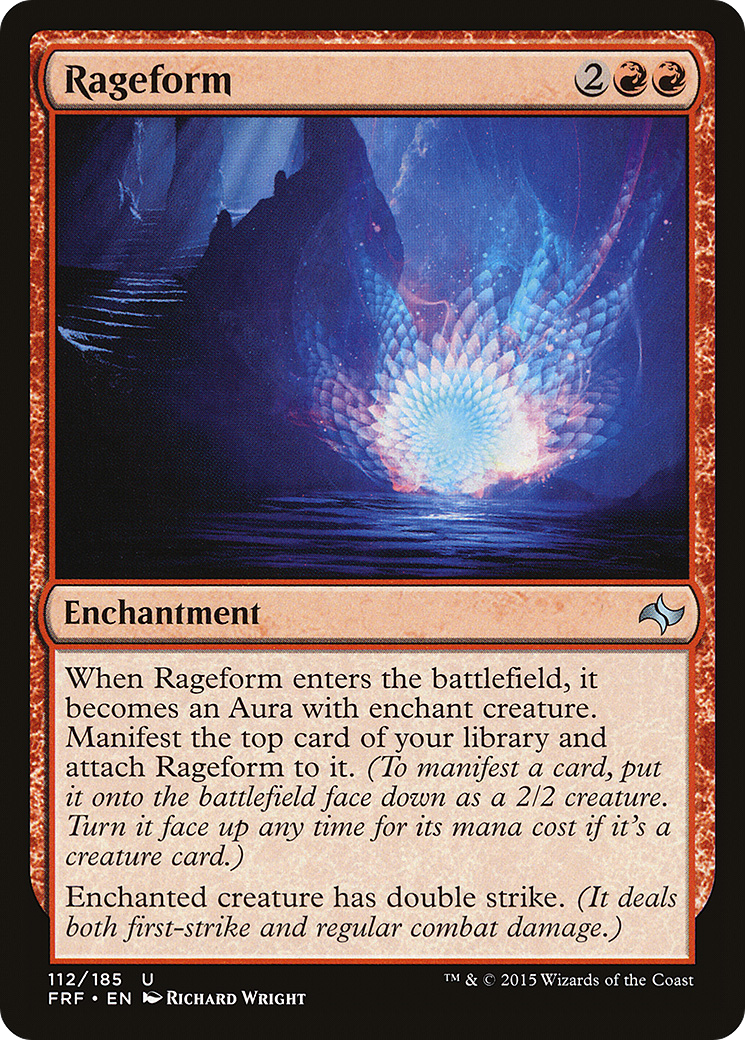 Rageform 2
Enchantment
When Rageform enters the battlefield, it
becomes an Aura with enchant creature.
Manifest the top card of your library and
attach Rageform to it. (To manifest a card, put
it onto the battlefield face down as a 2/2 creature.
Turn it face up any time for its mana cost if it's a
creature card.)
Enchanted creature has double strike. (It deals
both first-strike and regular combat damage.)
112/185 U
™ & © 2015 Wizards of the Coast
FRF • EN Richard Wright